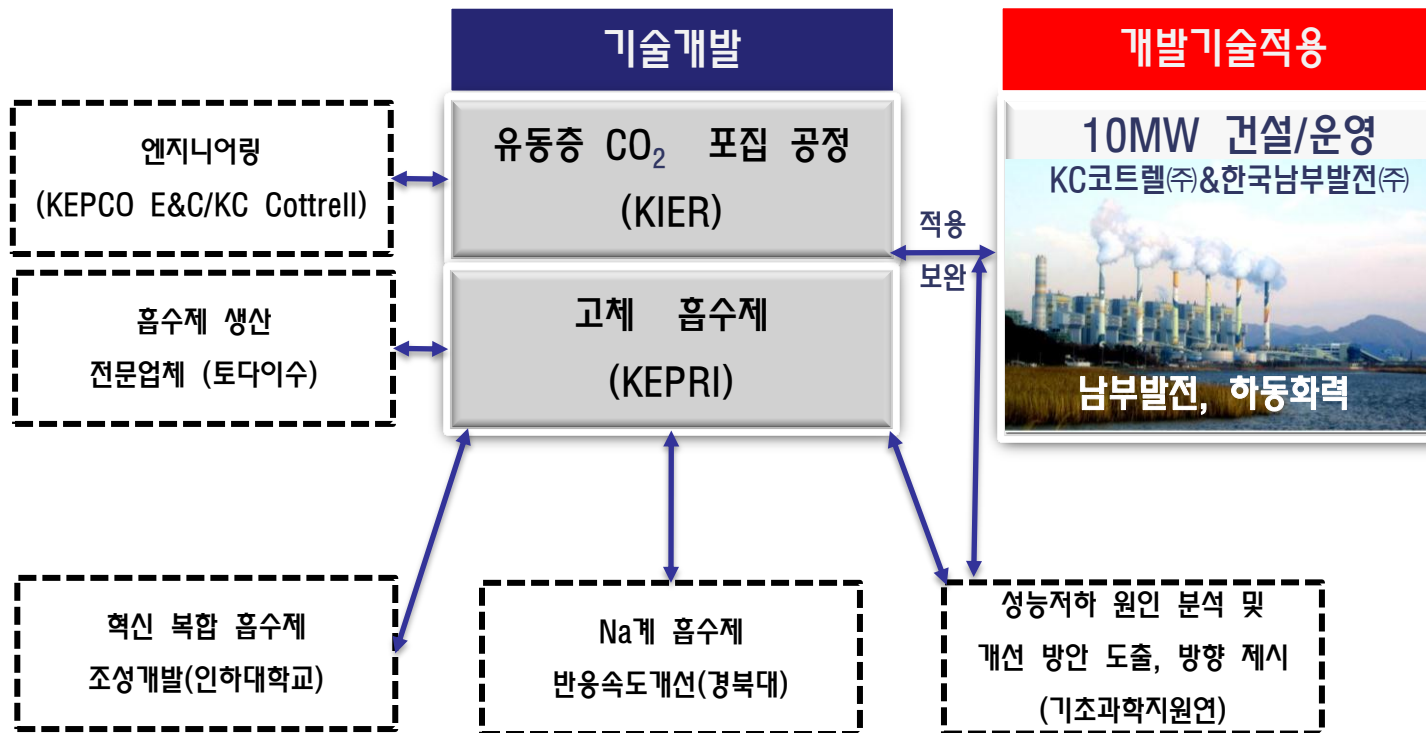 기술개발
개발기술적용
엔지니어링
(KEPCO E&C/KC Cottrell)
유동층 CO₂ 포집 공정
(KIER)
10MW 건설/운영
KC코트렐㈜&한국남부발전㈜
적용
보완
흡수제 생산
전문업체 (토다이수)
고체 흡수제
(KEPRI)
남부발전, 하동화력
혁신 복합 흡수제
조성개발(인하대학교)
Na계 흡수제
반응속도개선(경북대)
성능저하 원인 분석 및
개선 방안 도출, 방향 제시
(기초과학지원연)